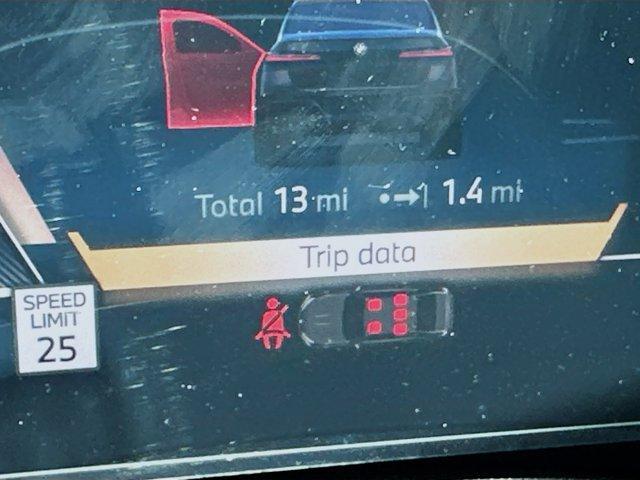 Total 13 mi 1.4 mi
Trip data
SPEED
LIMIT
25